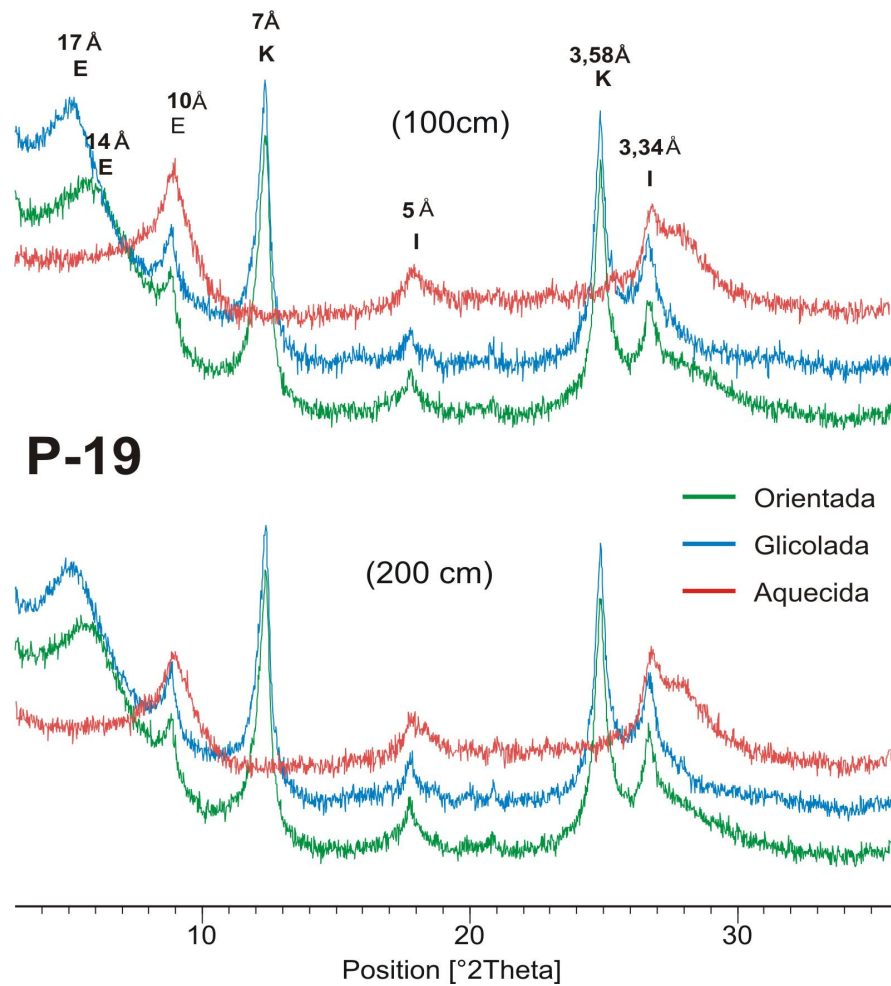 17 Å
E
14 Å
E
10Å
E
7Å
K
(100cm)
5 Å
I
3,58Å
K
3,34Å
I
P-19
Orientada
Glicolada
Aquecida
(200 cm)
10
20
30
Position [°2Theta]